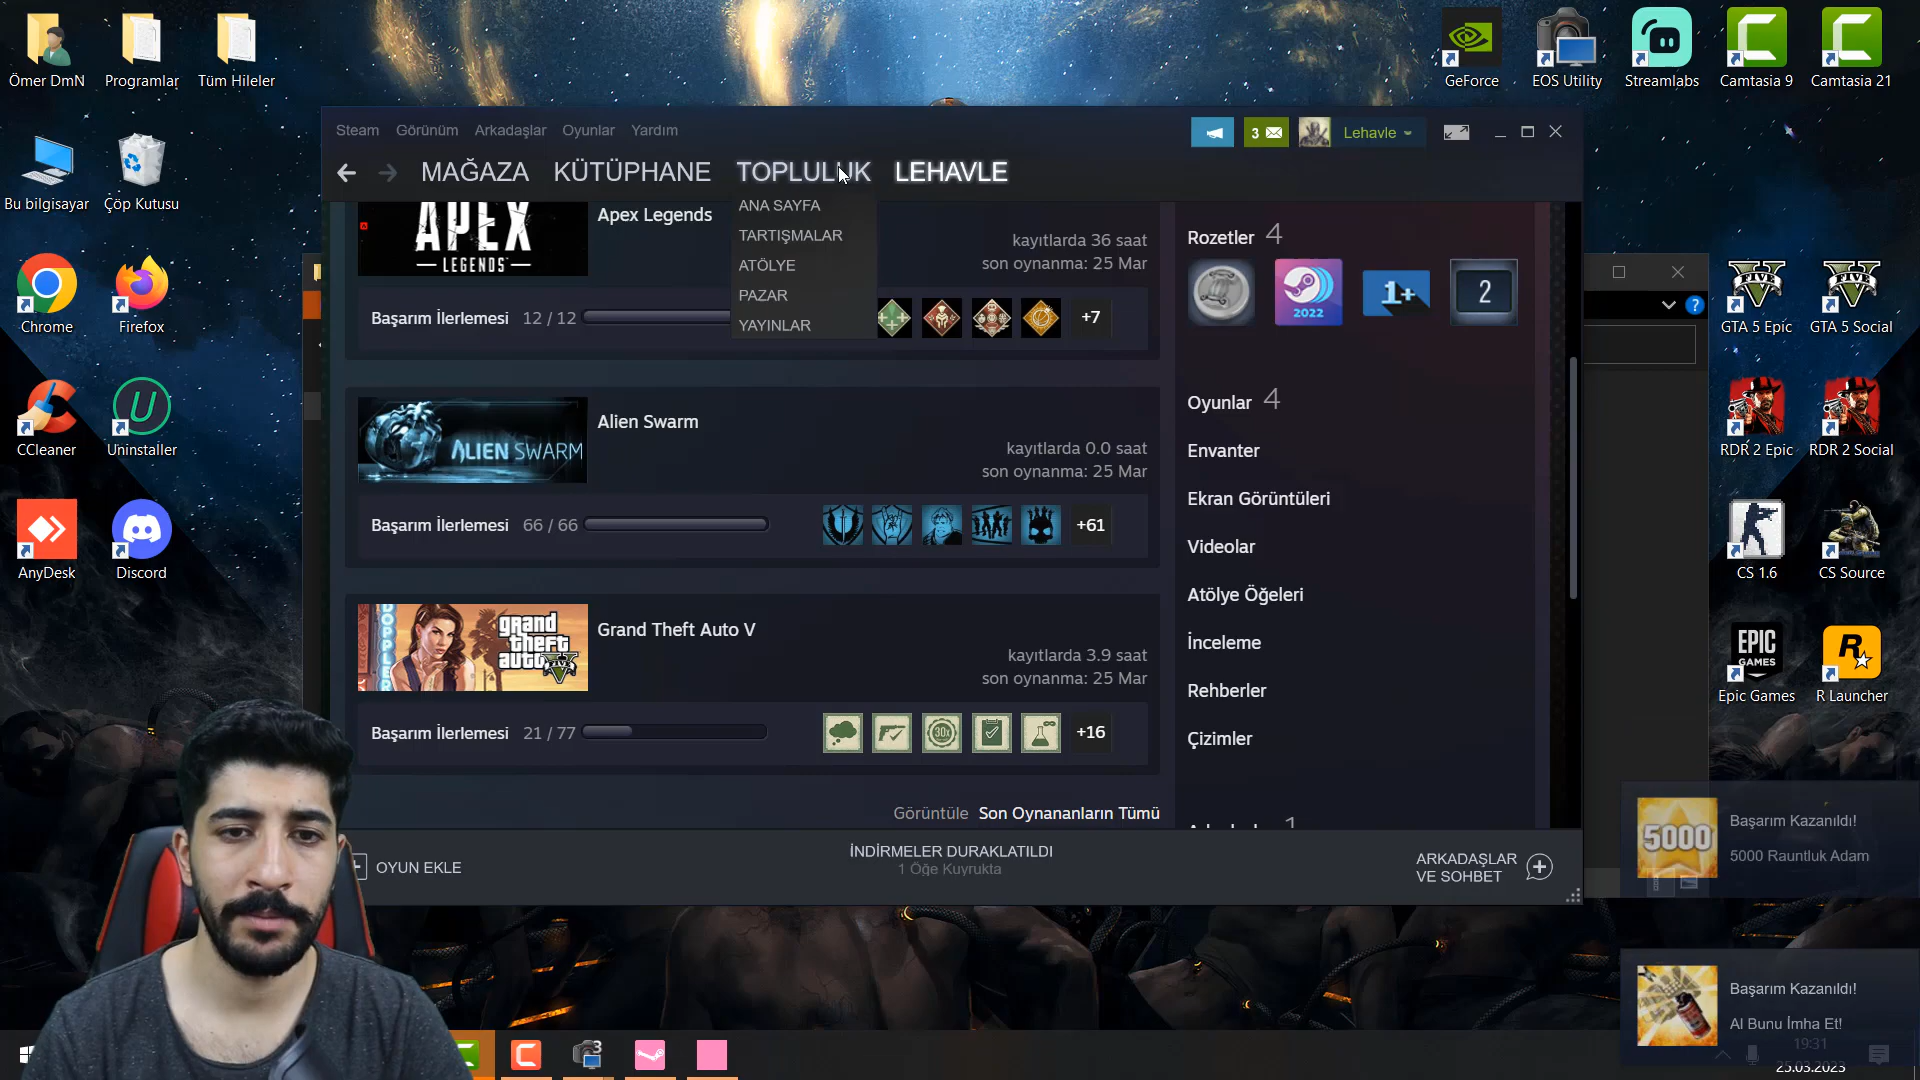 Ömer DmN
Programlar
Tüm Hileler
GeForce
EOS Utility
Streamlabs
Camtasia 9
Camtasia 21
Bu bilgisayar
Çöp Kutusu
Chrome
Firefox
CCleaner
Uninstaller
AnyDesk
Discord
Steam Görünüm Arkadaşlar Oyunlar Yardım
3
Lehavle
MAĞAZA KÜTÜPHANE TOPLULUK LEHAVLE
ANA SAYFA
TARTIŞMALAR
ATÖLYE
PAZAR
YAYINLAR
APEX
LEGENDS
Apex Legends
kayıtlarda 36 saat
son oynanma: 25 Mar
Başarım İlerlemesi 12 / 12
+7
ALIEN SWARM
Alien Swarm
kayıtlarda 0.0 saat
son oynanma: 25 Mar
Başarım İlerlemesi 66 / 66
+61
grand
theft
auto V
FIVE
Grand Theft Auto V
kayıtlarda 3.9 saat
son oynanma: 25 Mar
Başarım İlerlemesi 21 / 77
30x
+16
Görüntüle Son Oynananların Tümü
Rozetler 4
2022
1+
2
Oyunlar 4
Envanter
Ekran Görüntüleri
Videolar
Atölye Öğeleri
İnceleme
Rehberler
Çizimler
1
OYUN EKLE
İNDİRMELER DURAKLATILDI
1 Öğe Kuyrukta
ARKADAŞLAR
VE SOHBET
GTA 5 Epic
GTA 5 Social
RDR 2 Epic
RDR 2 Social
CS 1.6
CS Source
EPIC
GAMES
Epic Games
R Launcher
5000
Başarım Kazanıldı!
5000 Rauntluk Adam
Başarım Kazanıldı!
Al Bunu İmha Et!
19:31
25.03.2023